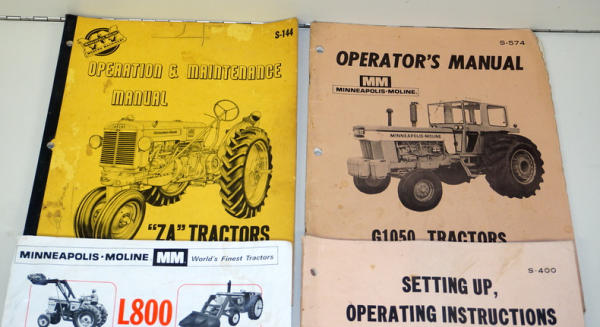 S-144
OPERATION & MAINTENANCE
MANUAL
"ZA" TRACTORS
S-574
OPERATOR'S MANUAL
MM
MINNEAPOLIS-MOLINE
MINNEAPOLIS-MOLINE
G1050 TRACTORS
MINNEAPOLIS-MOLINE MM World's Finest Tractors
L800
S-400
SETTING UP,
OPERATING INSTRUCTIONS